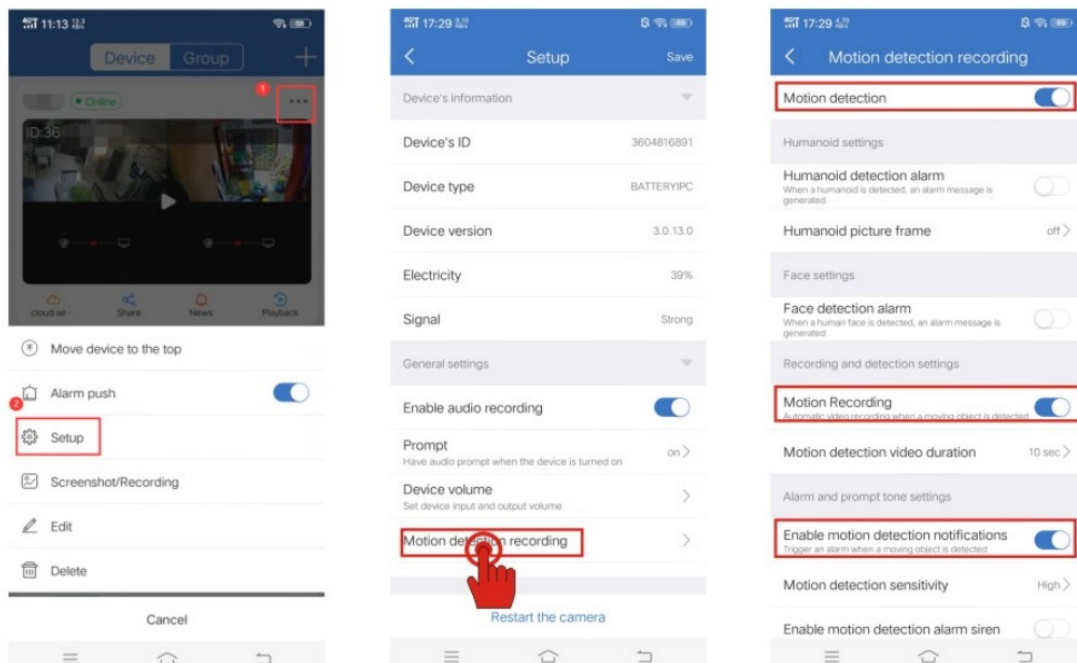 11:13
Device Group
Online
1
ID:36
cloud se···
Share
News
Playback
Move device to the top
Alarm push
2
Setup
Screenshot/Recording
Edit
Delete
Cancel
17:29
Setup
Save
Device's information
Device's ID 3604816891
Device type BATTERYIPC
Device version 3.0.13.0
Electricity 39%
Signal Strong
General settings
Enable audio recording
Prompt on
Have audio prompt when the device is turned on
Device volume
Set device input and output volume
Motion detection recording
Restart the camera
17:29
Motion detection recording
Motion detection
Humanoid settings
Humanoid detection alarm
When a humanoid is detected, an alarm message is
generated
Humanoid picture frame off
Face settings
Face detection alarm
When a human face is detected, an alarm message is
generated
Recording and detection settings
Motion Recording
Automatic video recording when a moving object is detected
Motion detection video duration 10 sec
Alarm and prompt tone settings
Enable motion detection notifications
Trigger an alarm when a moving object is detected
Motion detection sensitivity High
Enable motion detection alarm siren